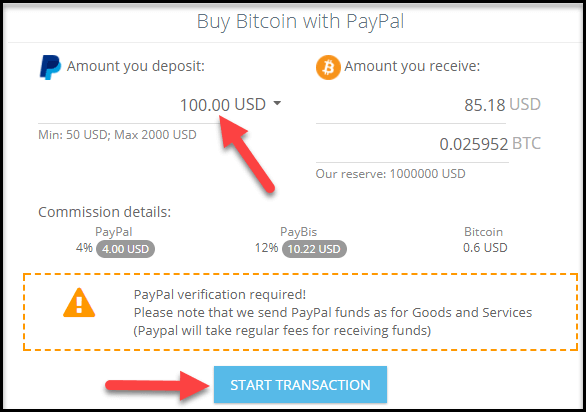 Buy Bitcoin with PayPal
Amount you deposit:
100.00 USD
Min: 50 USD; Max 2000 USD
Amount you receive:
85.18 USD
0.025952 BTC
Our reserve: 1000000 USD
Commission details:
PayPal
4% 4.00 USD
PayBis
12% 10.22 USD
Bitcoin
0.6 USD
PayPal verification required!
Please note that we send PayPal funds as for Goods and Services
(Paypal will take regular fees for receiving funds)
START TRANSACTION